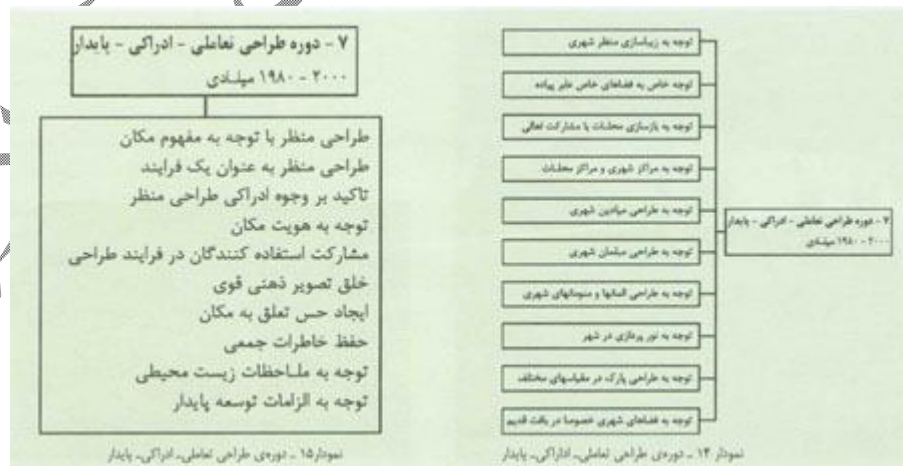 توجه به زیباسازی منظر شهری
توجه خاص به فضاهای خاص عابر پیاده
توجه به بازسازی محلات با مشارکت اهالی
توجه به مراکز شهری و مراکز محلات
توجه به طراحی میادین شهری
توجه به طراحی مبلمان شهری
توجه به طراحی المانها و سنومانهای شهری
توجه به نور پردازی در شهر
توجه به طراحی پارک در مقیاسهای مختلف
توجه به فضاهای شهری خصوصا در بافت قدیم
۷ - دوره طراحی تعاملی - ادراکی - پایدار
۲۰۰۰ - ۱۹۸۰ میلادی
نمودار ۱۴ ـ دوره‌ی طراحی تعاملی، اداراکی، پایدار
۷ - دوره طراحی تعاملی - ادراکی - پایدار
۲۰۰۰ - ۱۹۸۰ میلادی
طراحی منظر با توجه به مفهوم مکان
طراحی منظر به عنوان یک فرایند
تاکید بر وجوه ادراکی طراحی منظر
توجه به هویت مکان
مشارکت استفاده کنندگان در فرایند طراحی
خلق تصویر ذهنی قوی
ایجاد حس تعلق به مکان
حفظ خاطرات جمعی
توجه به ملاحظات زیست محیطی
توجه به الزامات توسعه پایدار
نمودار۱۵ ـ دوره‌ی طراحی تعاملی، ادراکی، پایدار